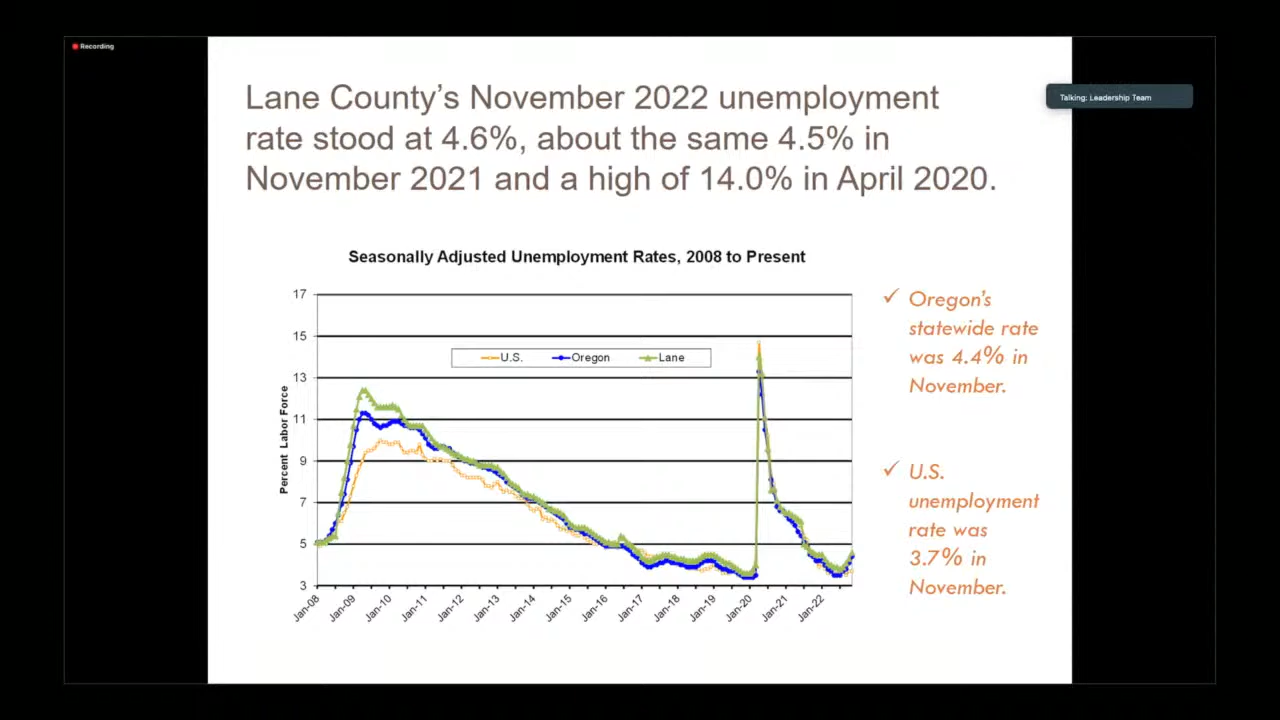 Recording
Talking: Leadership Team
Lane County’s November 2022 unemployment
rate stood at 4.6%, about the same 4.5% in
November 2021 and a high of 14.0% in April 2020.
Seasonally Adjusted Unemployment Rates, 2008 to Present
17
15
13
11
9
7
5
3
Percent Labor Force
U.S.
Oregon
Lane
Jan-08
Jan-09
Jan-10
Jan-11
Jan-12
Jan-13
Jan-14
Jan-15
Jan-16
Jan-17
Jan-18
Jan-19
Jan-20
Jan-21
Jan-22
✓ Oregon’s
statewide rate
was 4.4% in
November.
✓ U.S.
unemployment
rate was
3.7% in
November.